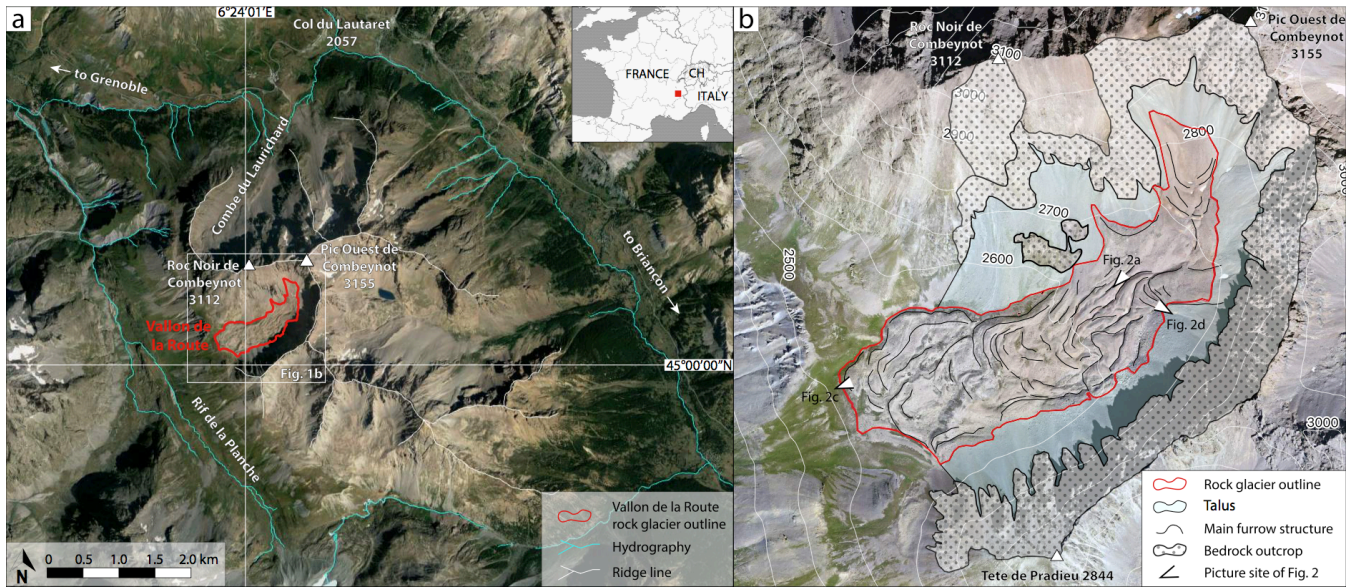 a
6°24'01"E
Col du Lautaret
2057
to Grenoble
FRANCE
CH
ITALY
Combe du Laurichard
Roc Noir de
Combeynot
3112
Pic Ouest de
Combeynot
3155
to Briancon
Vallon de
la Route
45°00'00"N
Fig. 1b
Rif de la Planche
N
0 0.5 1.0 1.5 2.0 km
Vallon de la Route
rock glacier outline
Hydrography
Ridge line
b
Roc Noir de
Combeynot
3112
3100
Pic Ouest de
Combeynot
3155
3000
2900
2800
2700
2600
2500
Fig. 2a
Fig. 2d
Fig. 2c
3000
Tete de Pradieu 2844
Rock glacier outline
Talus
Main furrow structure
Bedrock outcrop
Picture site of Fig. 2